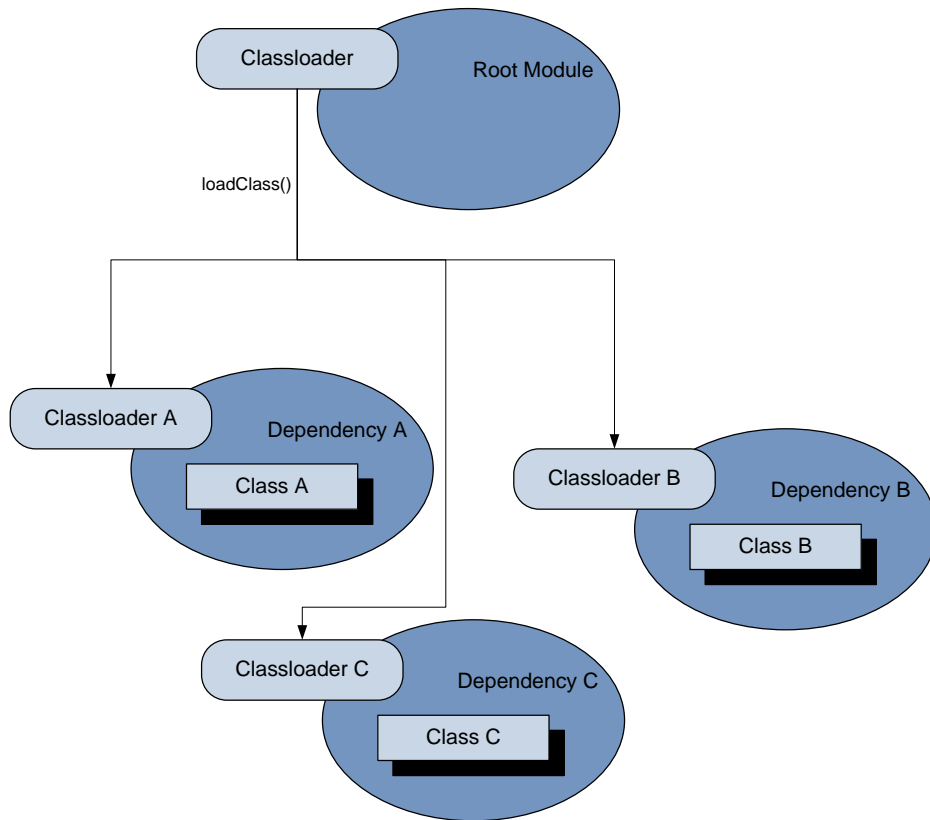 Classloader
Root Module
loadClass()
Classloader A
Dependency A
Class A
Classloader B
Dependency B
Class B
Classloader C
Dependency C
Class C